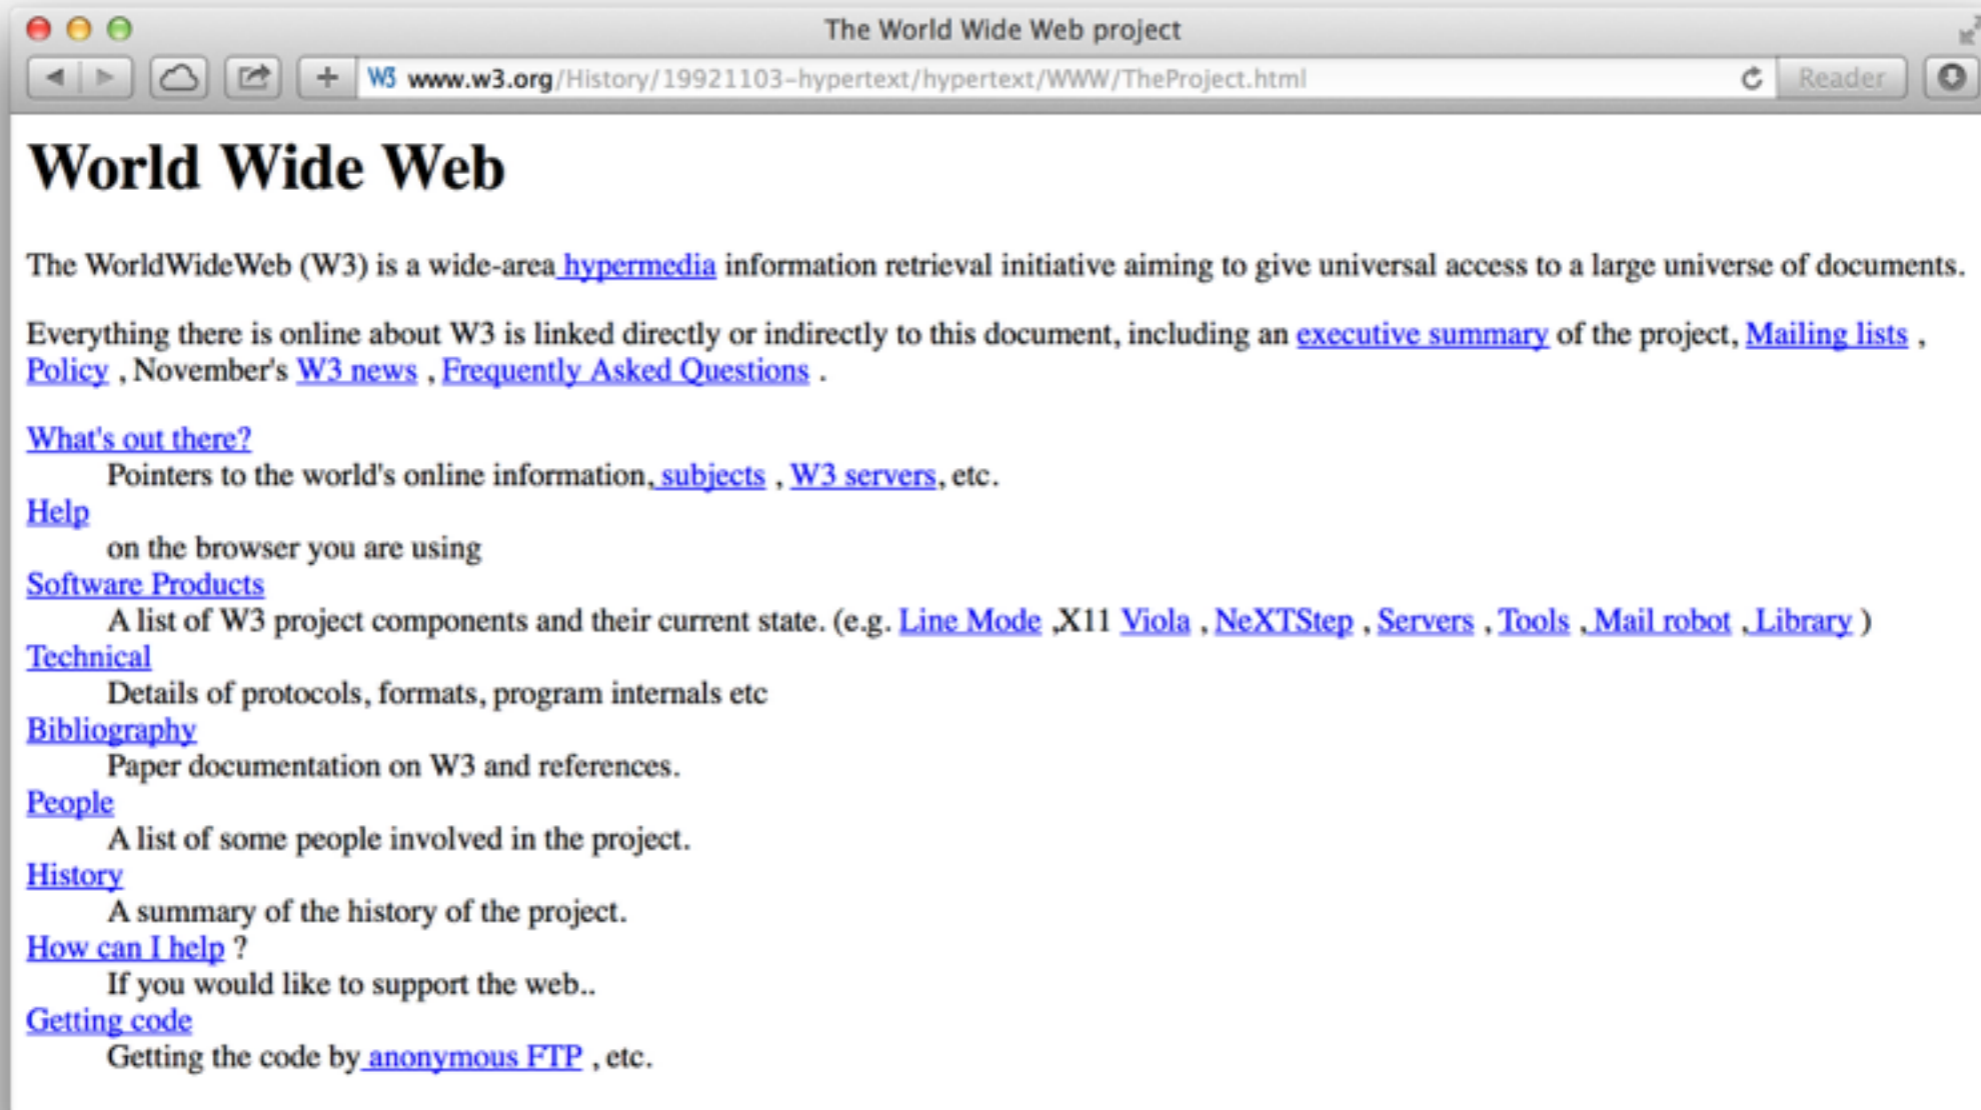 The World Wide Web project
W3 www.w3.org/History/19921103-hypertext/hypertext/WWW/TheProject.html Reader
World Wide Web
The WorldWideWeb (W3) is a wide-area hypermedia information retrieval initiative aiming to give universal access to a large universe of documents.
Everything there is online about W3 is linked directly or indirectly to this document, including an executive summary of the project, Mailing lists ,
Policy , November's W3 news , Frequently Asked Questions .
What's out there?
Pointers to the world's online information, subjects , W3 servers, etc.
Help
on the browser you are using
Software Products
A list of W3 project components and their current state. (e.g. Line Mode ,X11 Viola , NeXTStep , Servers , Tools , Mail robot , Library )
Technical
Details of protocols, formats, program internals etc
Bibliography
Paper documentation on W3 and references.
People
A list of some people involved in the project.
History
A summary of the history of the project.
How can I help ?
If you would like to support the web..
Getting code
Getting the code by anonymous FTP , etc.